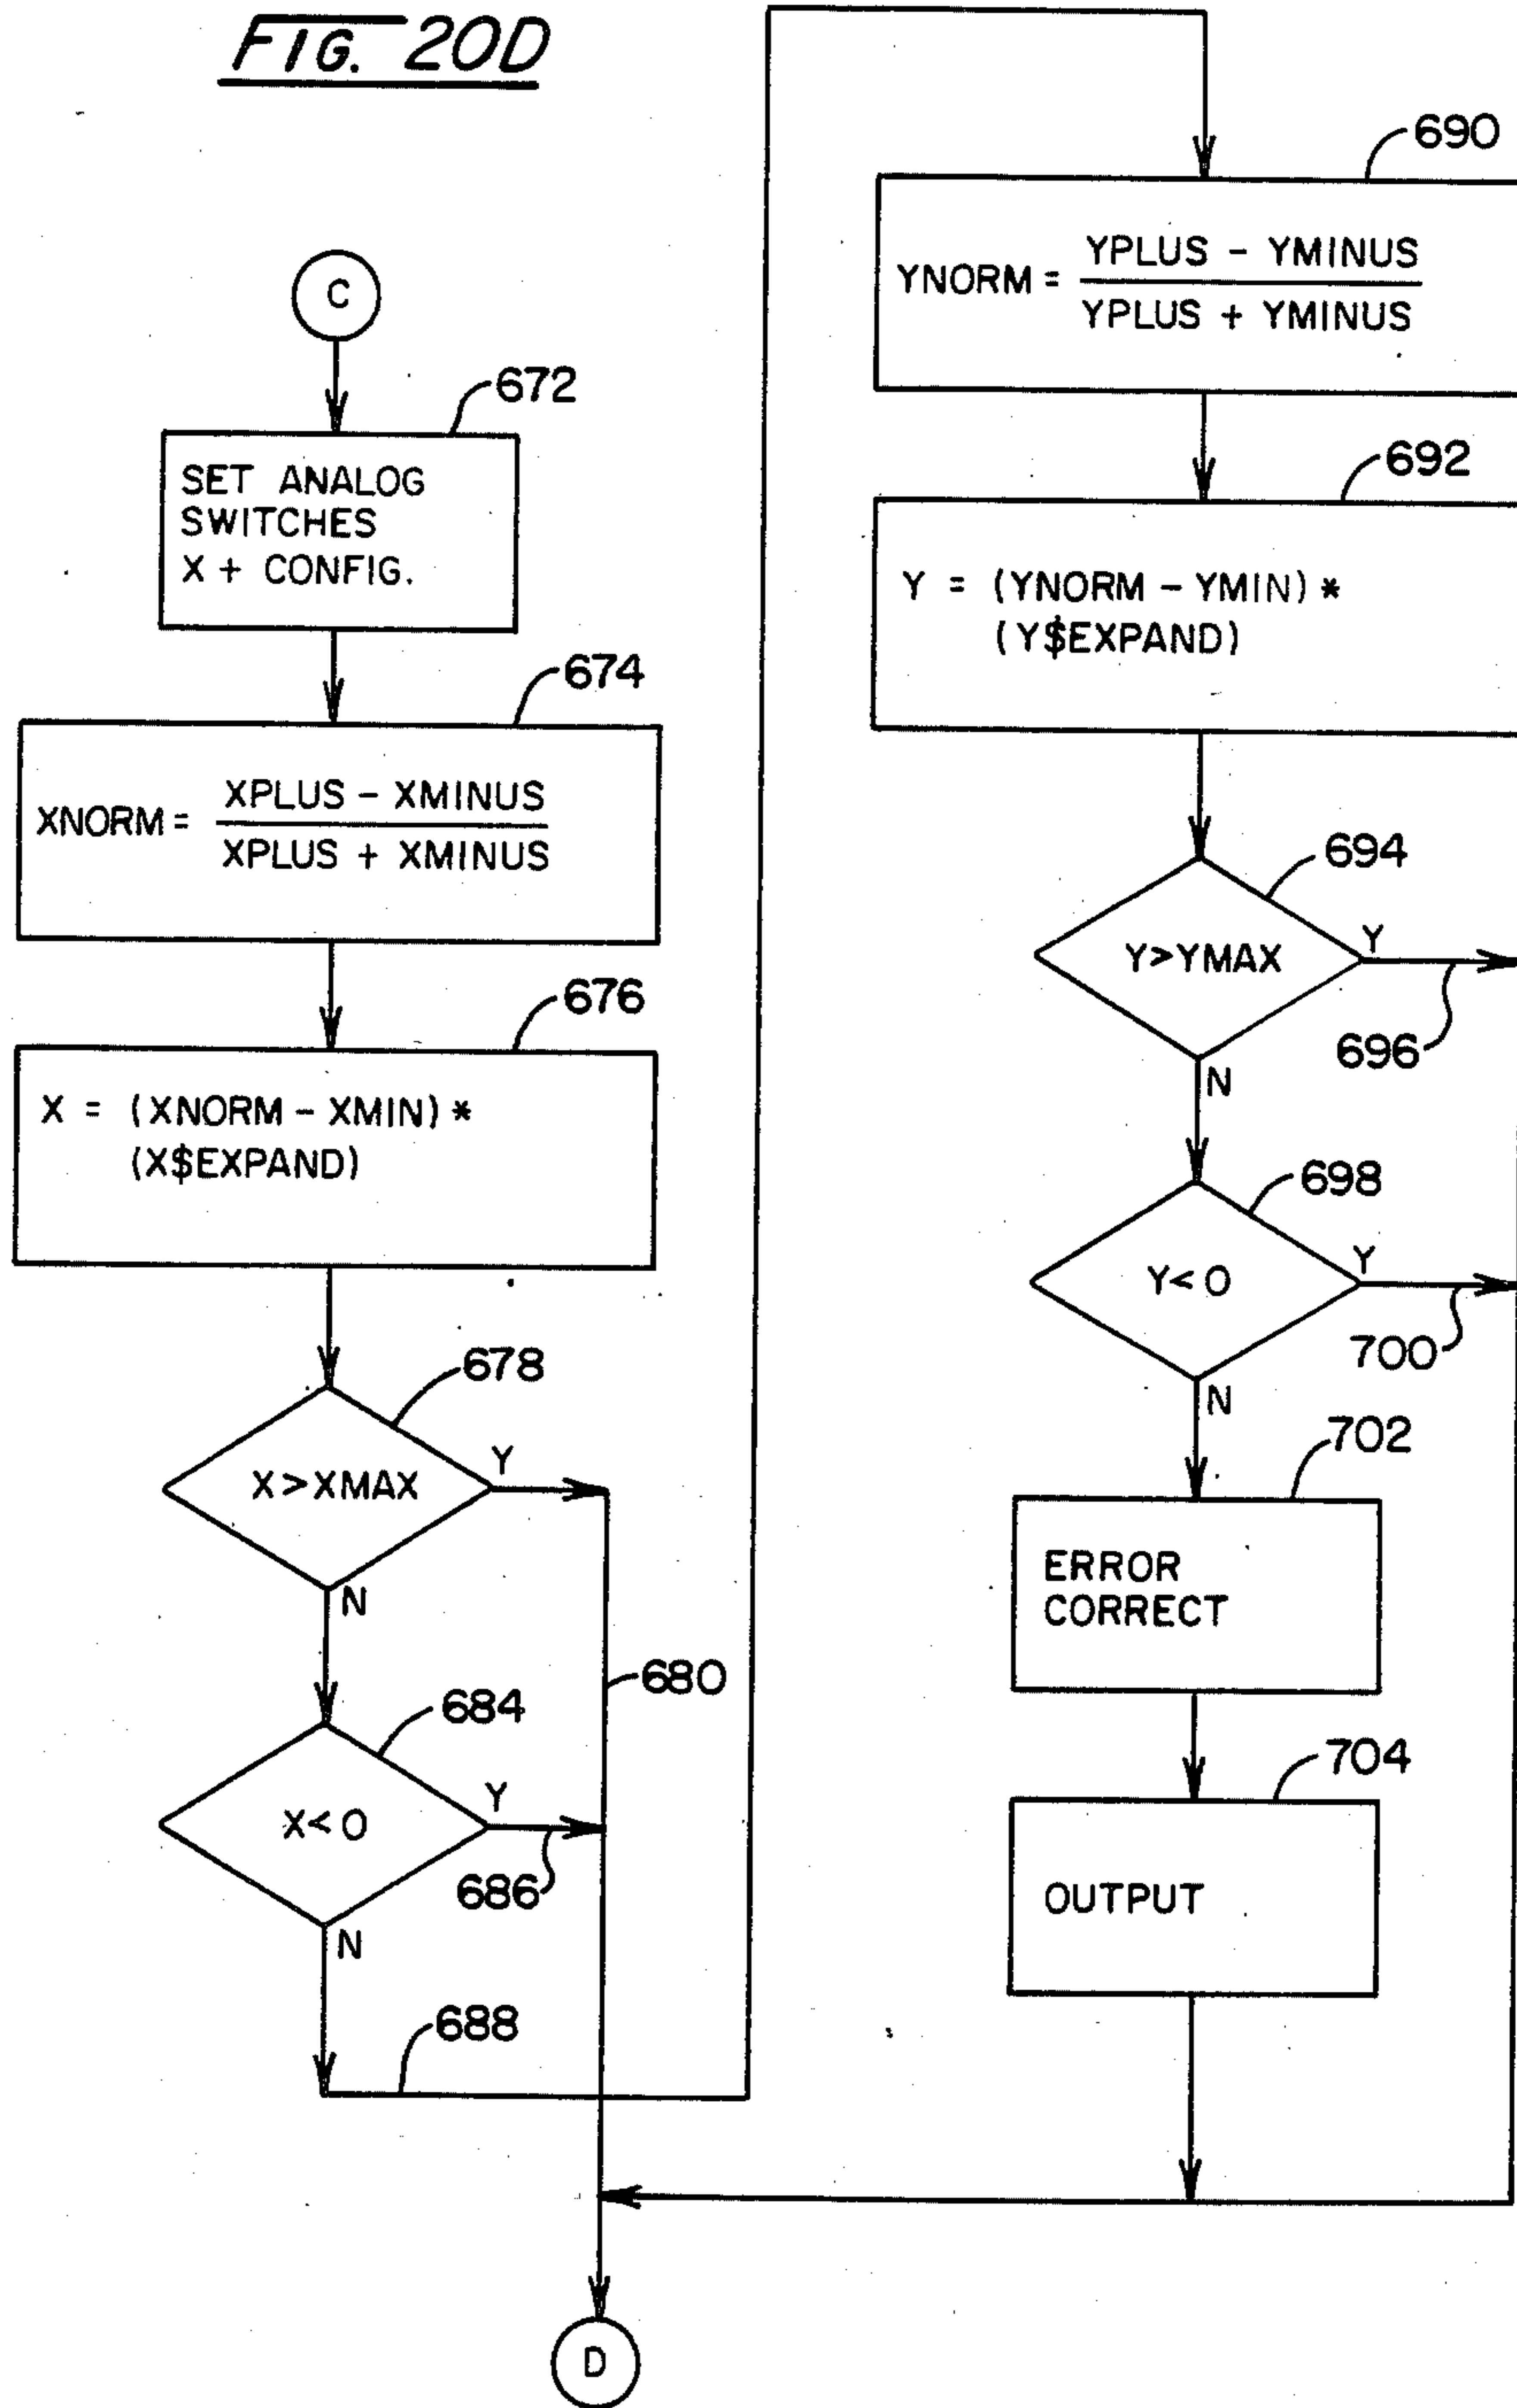 FIG. 20D
C
672
SET ANALOG
SWITCHES
X + CONFIG.
674
XNORM = XPLUS - XMINUS
XPLUS + XMINUS
676
X = (XNORM - XMIN) *
(X$EXPAND)
678
X > XMAX
Y
N
680
684
X < 0
Y
686
N
688
690
YNORM = YPLUS - YMINUS
YPLUS + YMINUS
692
Y = (YNORM - YMIN) *
(Y$EXPAND)
694
Y > YMAX
Y
696
N
698
Y < 0
Y
700
N
702
ERROR
CORRECT
704
OUTPUT
D